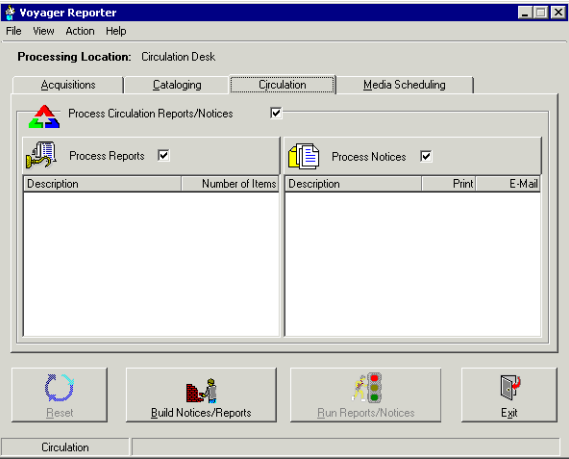 Voyager Reporter
File View Action Help
Processing Location: Circulation Desk
Acquisitions Cataloging Circulation Media Scheduling
Process Circulation Reports/Notices
Process Reports Process Notices
Description Number of Items Description Print E-Mail
Reset Build Notices/Reports Run Reports/Notices Exit
Circulation